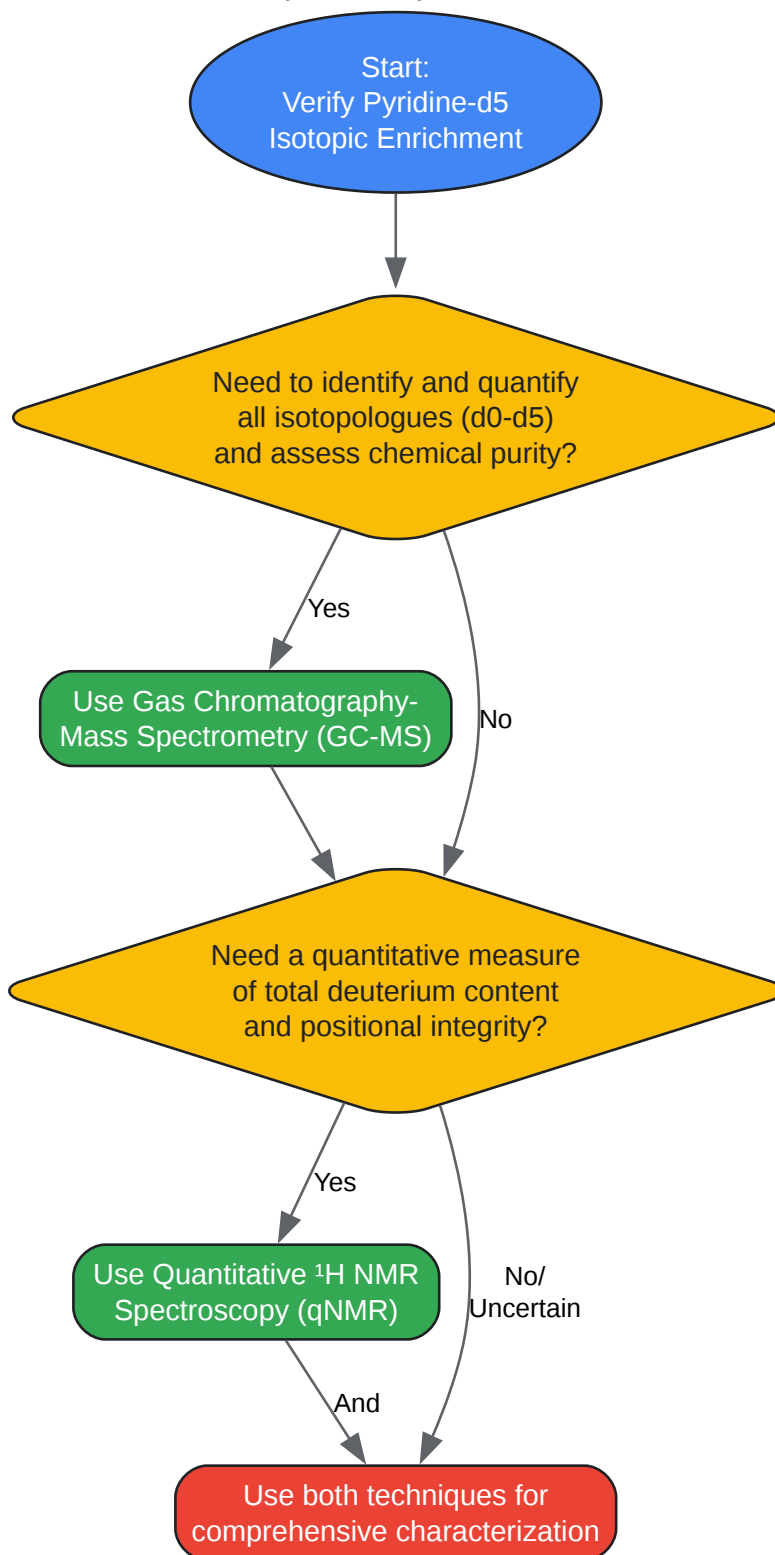 Start:
Verify Pyridine-d5
Isotopic Enrichment
Need to identify and quantify
all isotopologues (d0-d5)
and assess chemical purity?
Yes
Use Gas Chromatography-
Mass Spectrometry (GC-MS)
No
Need a quantitative measure
of total deuterium content
and positional integrity?
Yes
Use Quantitative ¹H NMR
Spectroscopy (qNMR)
No/
Uncertain
And
Use both techniques for
comprehensive characterization